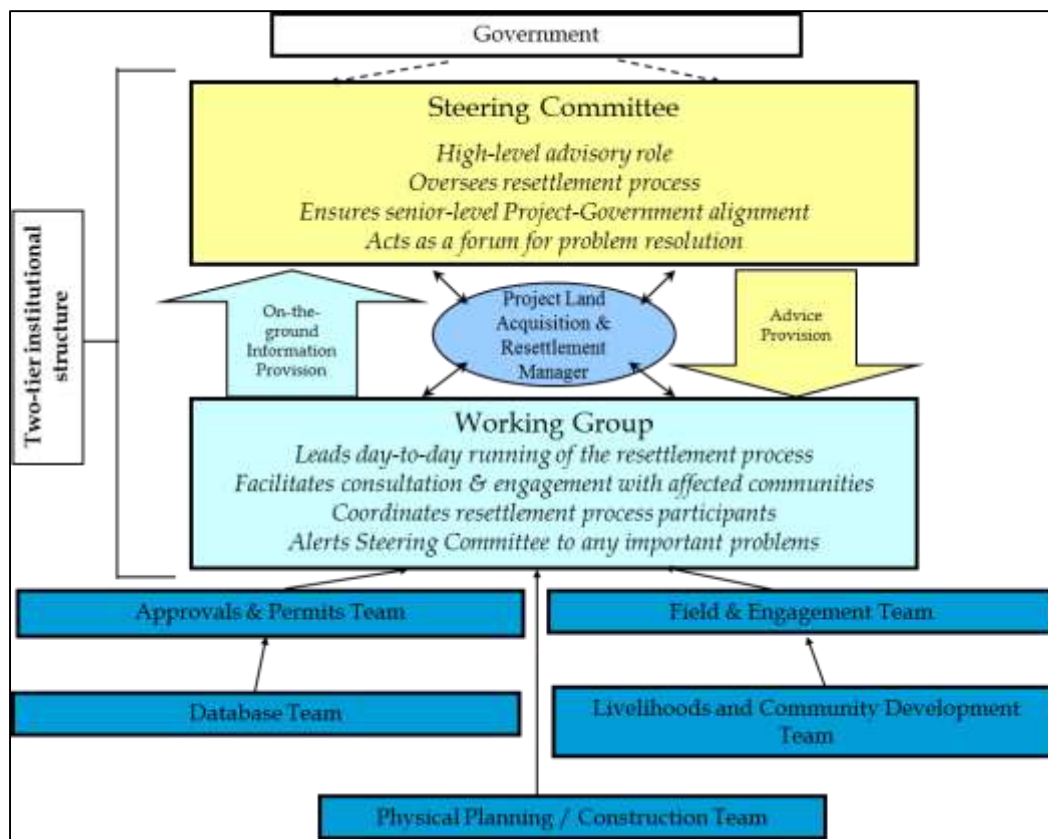 Government
Steering Committee
High-level advisory role
Oversees resettlement process
Ensures senior-level Project-Government alignment
Acts as a forum for problem resolution
Two-tier institutional
structure
On-the-
ground
Information
Provision
Project Land
Acquisition &
Resettlement
Manager
Advice
Provision
Working Group
Leads day-to-day running of the resettlement process
Facilitates consultation & engagement with affected communities
Coordinates resettlement process participants
Alerts Steering Committee to any important problems
Approvals & Permits Team
Field & Engagement Team
Database Team
Livelihoods and Community Development
Team
Physical Planning / Construction Team